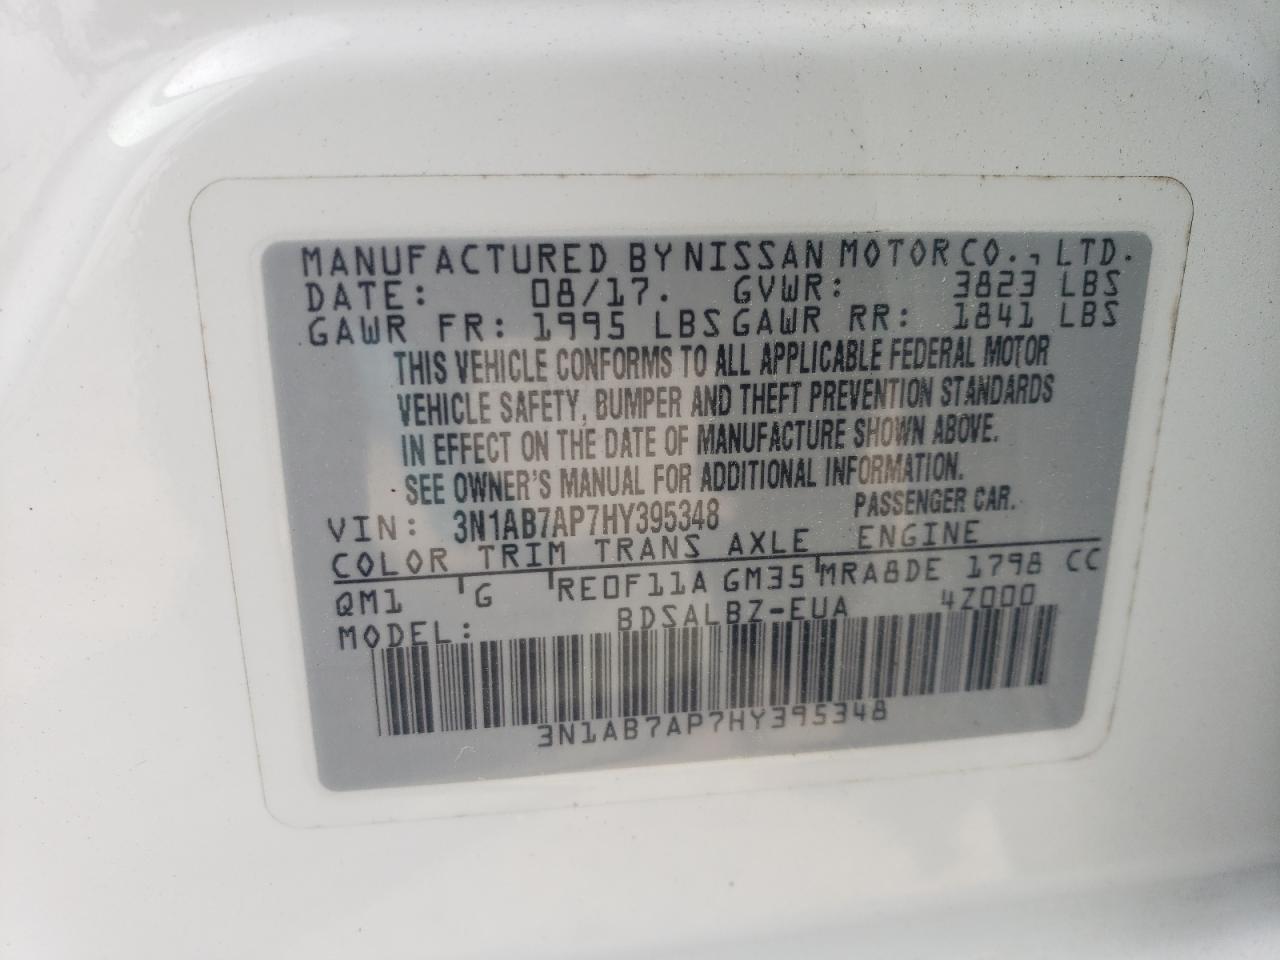 MANUFACTURED BY NISSAN MOTOR CO., LTD.
DATE: 08/17. GVWR: 3823 LBS
GAWR FR: 1995 LBS GAWR RR: 1841 LBS
THIS VEHICLE CONFORMS TO ALL APPLICABLE FEDERAL MOTOR
VEHICLE SAFETY, BUMPER AND THEFT PREVENTION STANDARDS
IN EFFECT ON THE DATE OF MANUFACTURE SHOWN ABOVE.
SEE OWNER'S MANUAL FOR ADDITIONAL INFORMATION.
VIN: 3N1AB7AP7HY395348 PASSENGER CAR.
COLOR TRIM TRANS AXLE ENGINE
QM1 G RE0F11A GM35 MRA8DE 1798 CC
MODEL: BDSALBZ-EUA 4Z000
3N1AB7AP7HY395348